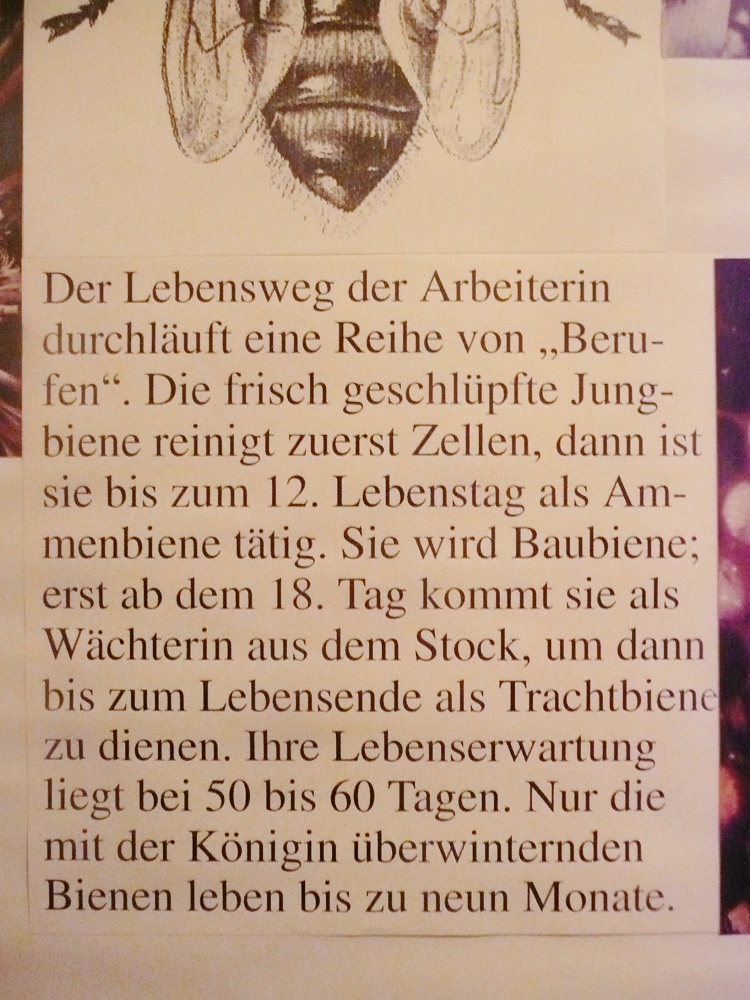 Der Lebensweg der Arbeiterin
durchläuft eine Reihe von „Beru-
fen“. Die frisch geschlüpfte Jung-
biene reinigt zuerst Zellen, dann ist
sie bis zum 12. Lebenstag als Am-
menbiene tätig. Sie wird Baubiene;
erst ab dem 18. Tag kommt sie als
Wächterin aus dem Stock, um dann
bis zum Lebensende als Trachtbiene
zu dienen. Ihre Lebenserwartung
liegt bei 50 bis 60 Tagen. Nur die
mit der Königin überwinternden
Bienen leben bis zu neun Monate.